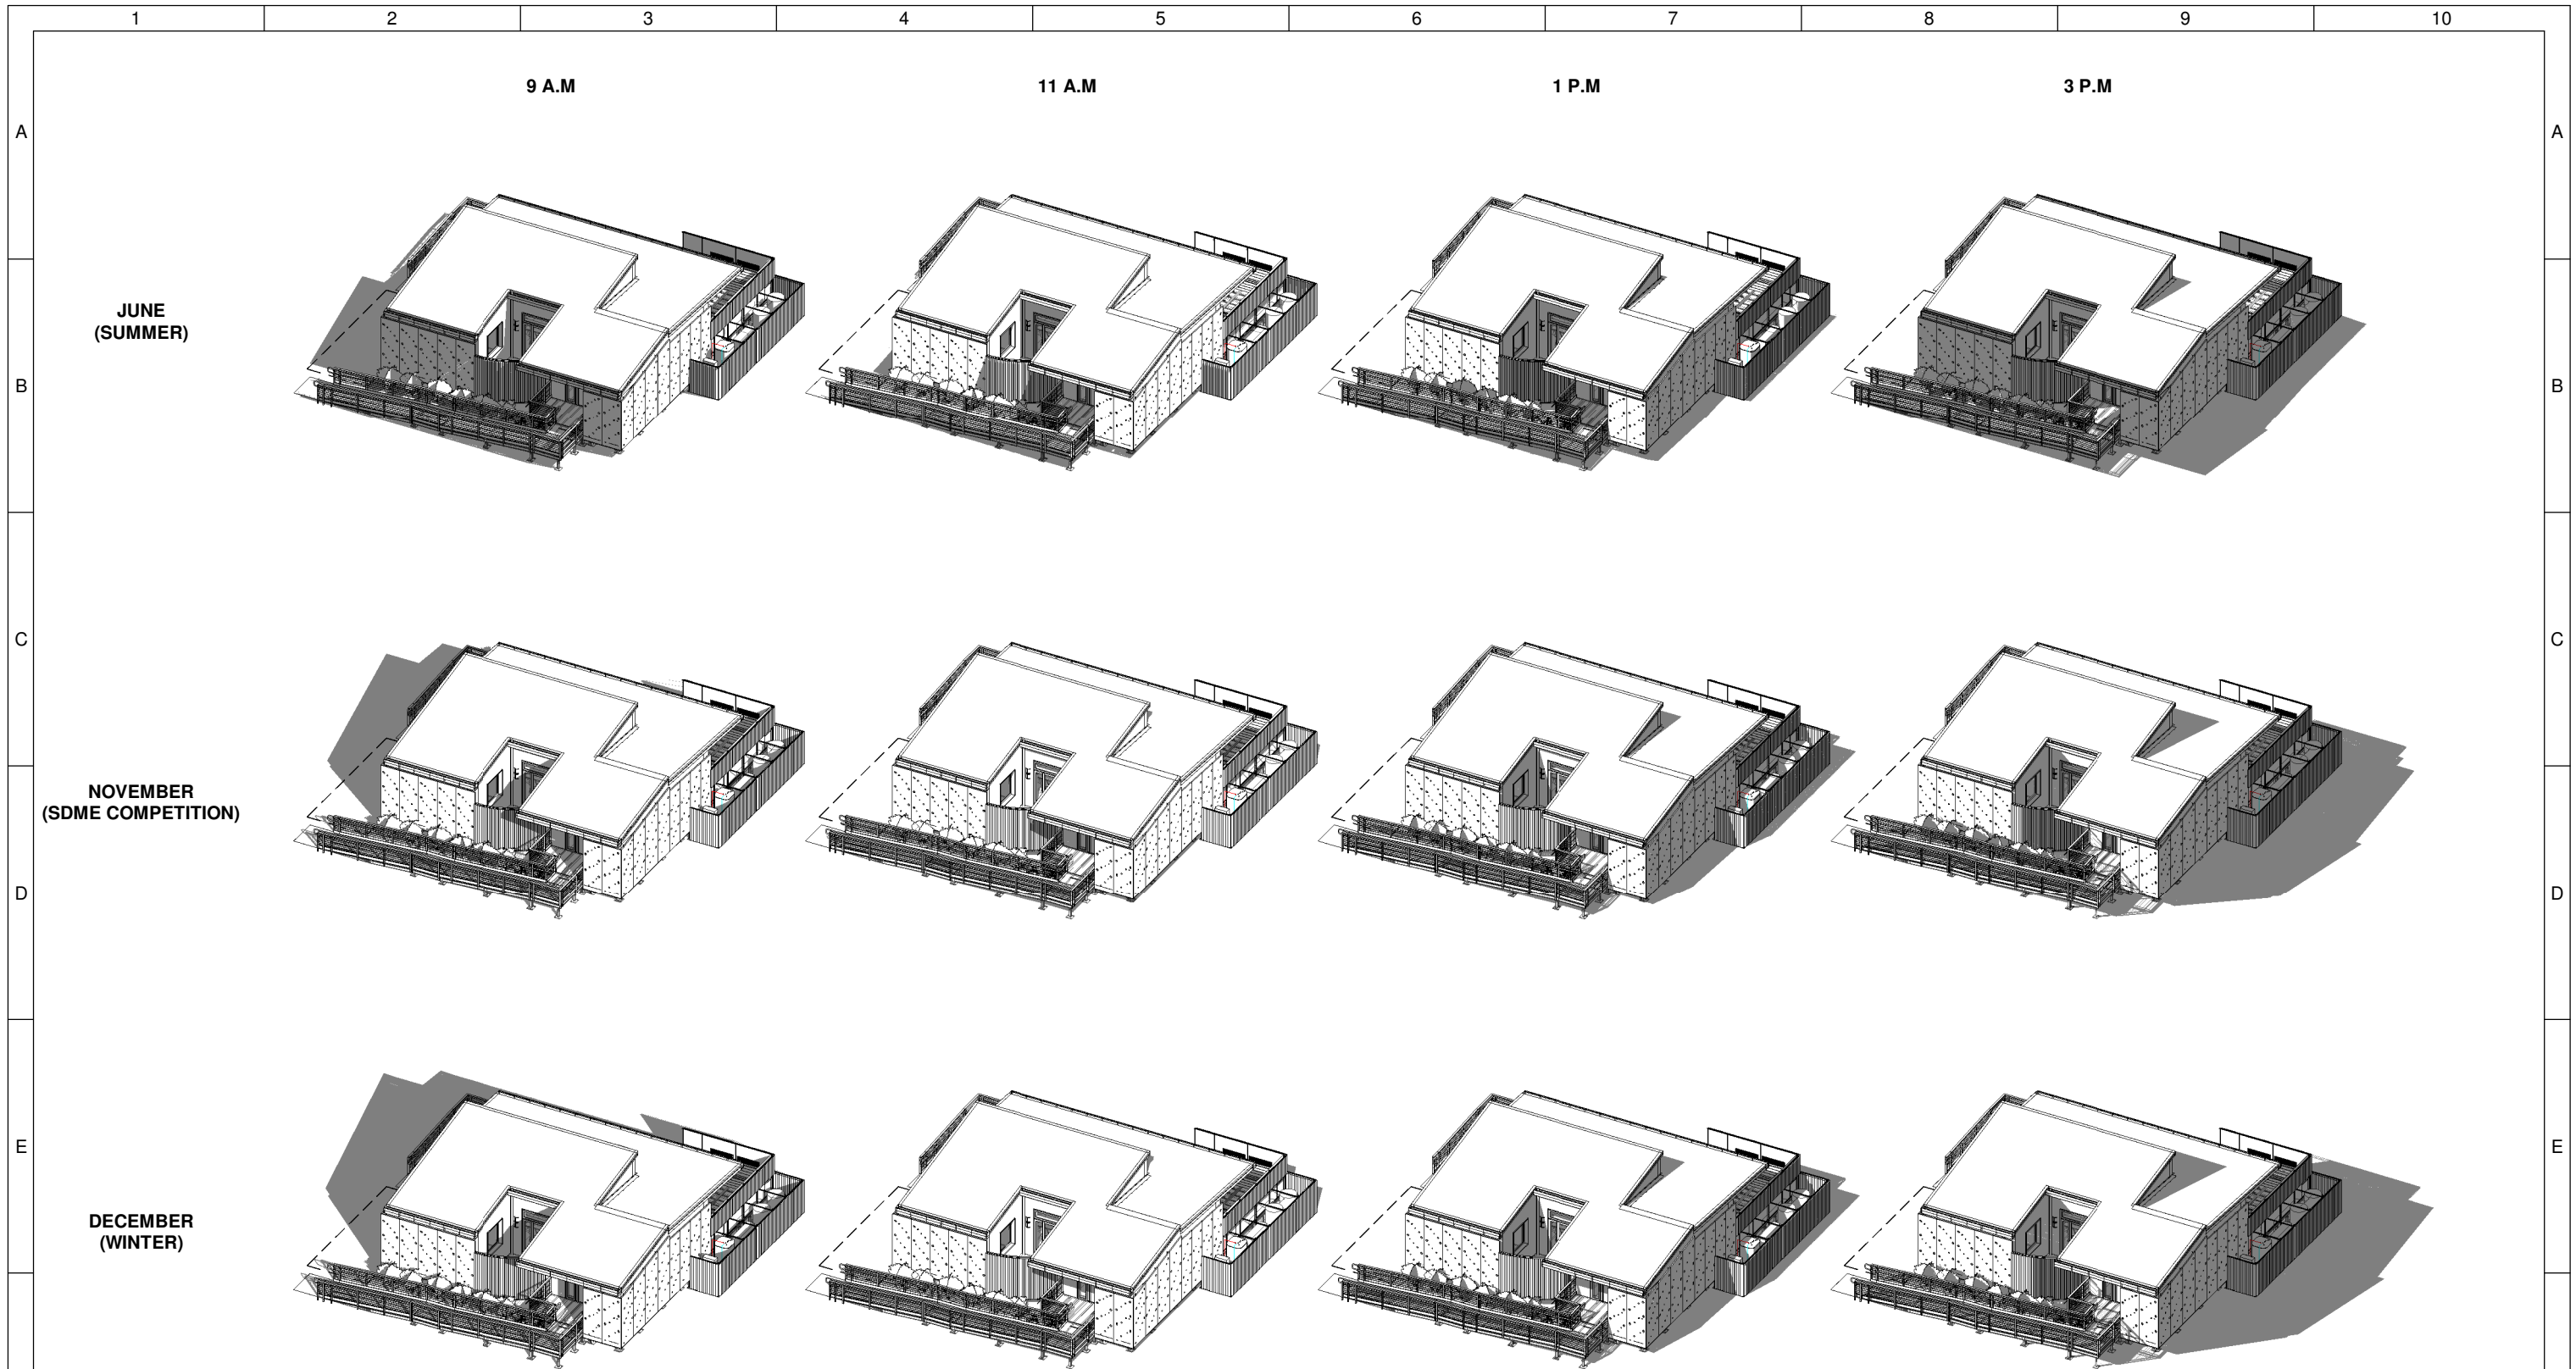 1 2 3 4 5 6 7 8 9 10
9 A.M 11 A.M 1 P.M 3 P.M
A A
JUNE
(SUMMER)
B B
C C
NOVEMBER
(SDME COMPETITION)
D D
E E
DECEMBER
(WINTER)